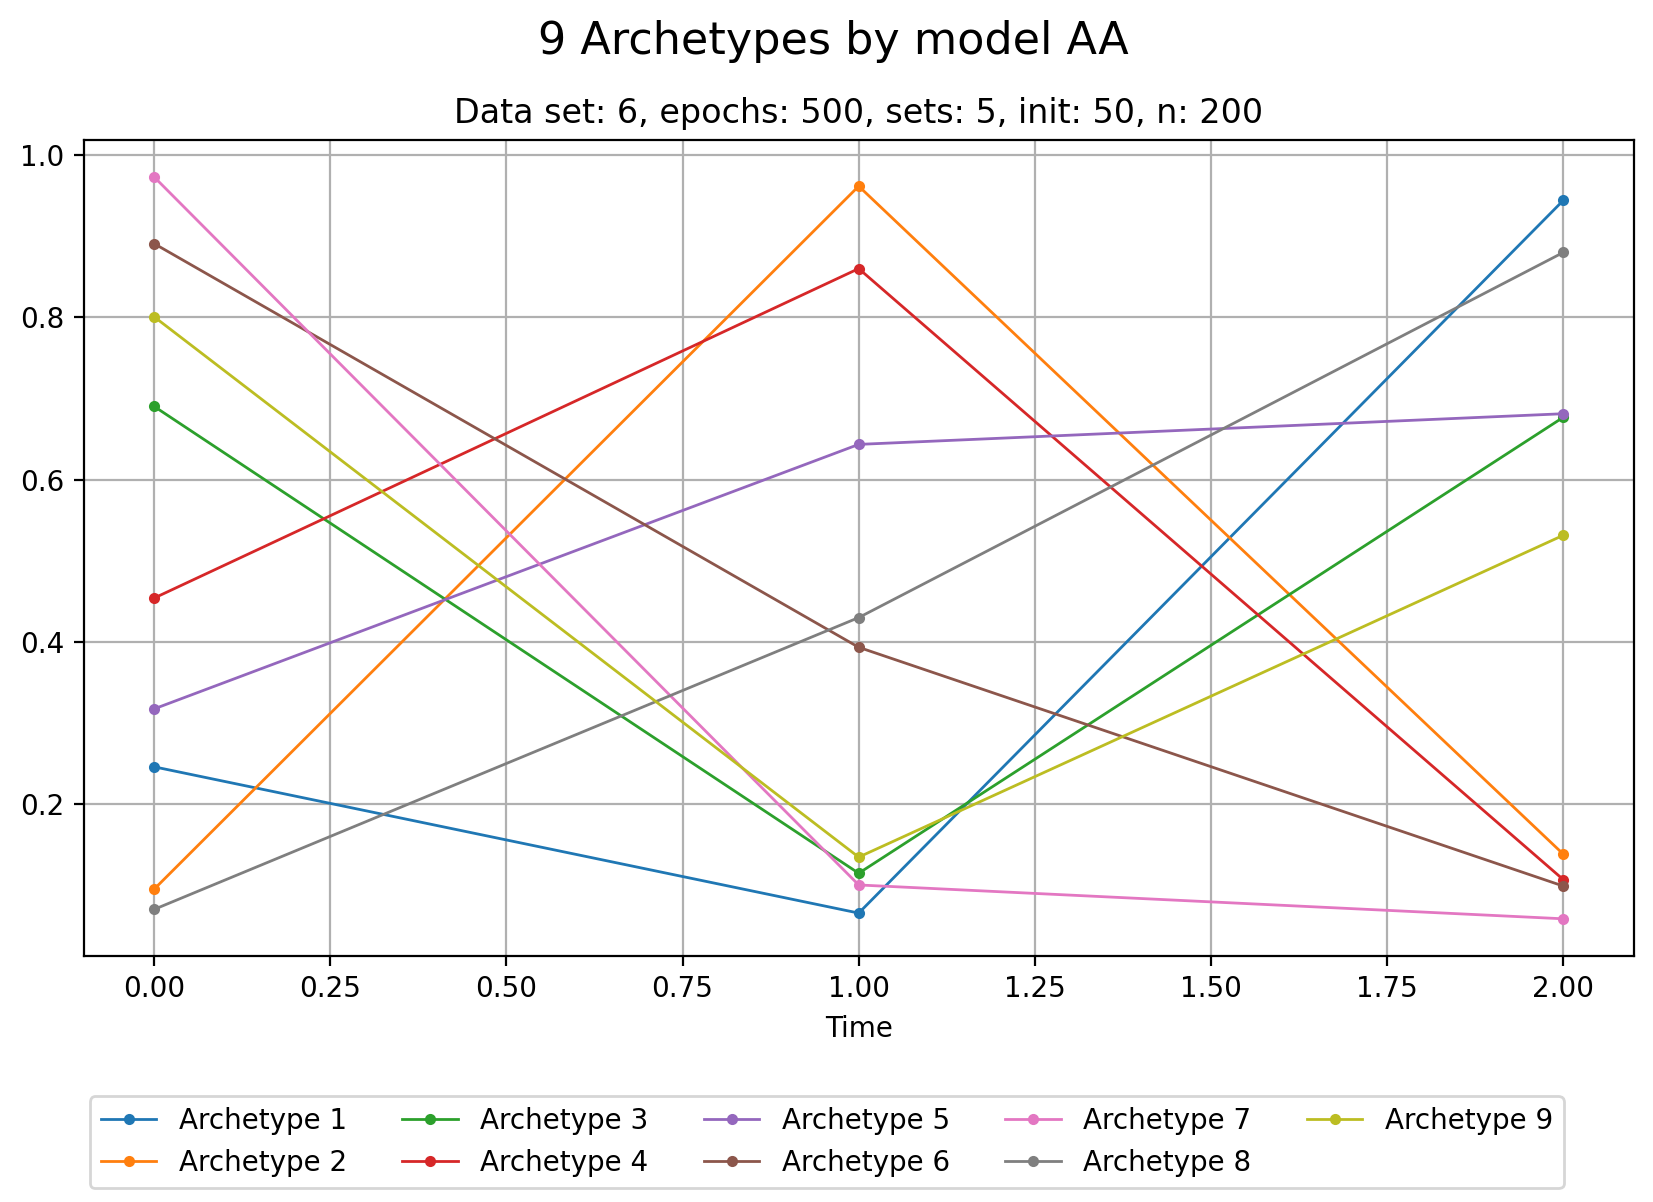 9 Archetypes by model AA
Data set: 6, epochs: 500, sets: 5, init: 50, n: 200
1.0
0.8
0.6
0.4
0.2
0.00 0.25 0.50 0.75 1.00 1.25 1.50 1.75 2.00
Time
Archetype 1 Archetype 3 Archetype 5 Archetype 7 Archetype 9
Archetype 2 Archetype 4 Archetype 6 Archetype 8